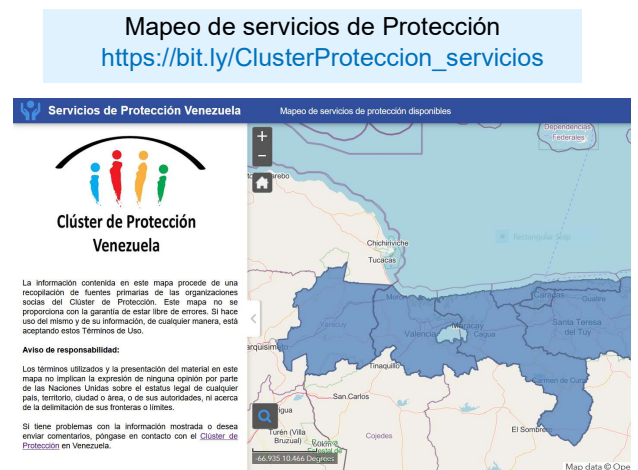 Mapeo de servicios de Protección
https://bit.ly/ClusterProteccion_servicios
Servicios de Protección Venezuela
Mapeo de servicios de protección disponibles
Clúster de Protección
Venezuela
La información contenida en este mapa procede de una
recopilación de fuentes primarias de las organizaciones
socias del Clúster de Protección. Este mapa no se
proporciona con la garantía de estar libre de errores. Si hace
uso del mismo y de su información, de cualquier manera, está
aceptando estos Términos de Uso.
Aviso de responsabilidad:
Los términos utilizados y la presentación del material en este
mapa no implican la expresión de ninguna opinión por parte
de las Naciones Unidas sobre el estatus legal de cualquier
país, territorio, ciudad o área, o de sus autoridades, ni acerca
de la delimitación de sus fronteras o límites.
Si tiene problemas con la información mostrada o desea
enviar comentarios, póngase en contacto con el Clúster de
Protección en Venezuela.
+
−
Dependencias
Federales
Rectangular Snip
Chichiriviche
Tucacas
Caracas
Guatire
Yaracuy
Valencia
Maracay
Cagua
Santa Teresa
del Tuy
arquisimeto
Tinaquillo
San Carlos
Carmen de Cura
igua
Turén (Villa
Bruzual)
Cojedes
El Sombrero
-66.935 10.466 Degrees
Map data © Ope